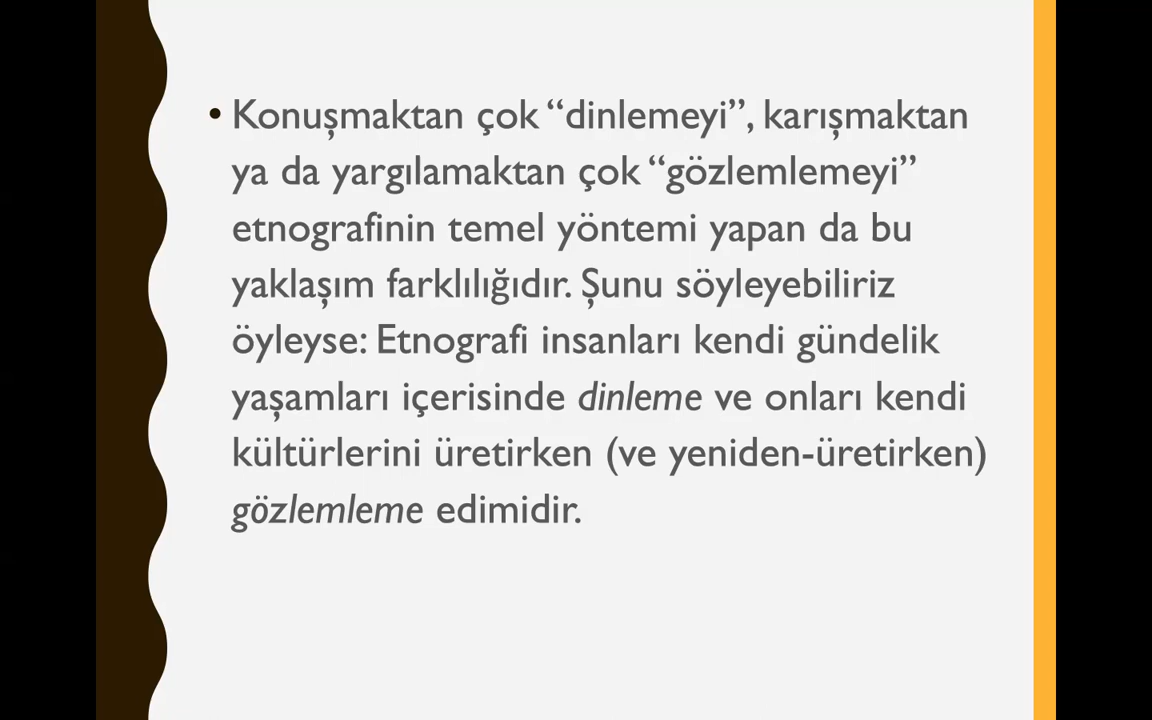 • Konuşmaktan çok “dinlemeyi”, karışmaktan
ya da yargılamaktan çok “gözlemlemeyi”
etnografinin temel yöntemi yapan da bu
yaklaşım farklılığıdır. Şunu söyleyebiliriz
öyleyse: Etnografi insanları kendi gündelik
yaşamları içerisinde dinleme ve onları kendi
kültürlerini üretirken (ve yeniden-üretirken)
gözlemleme edimidir.